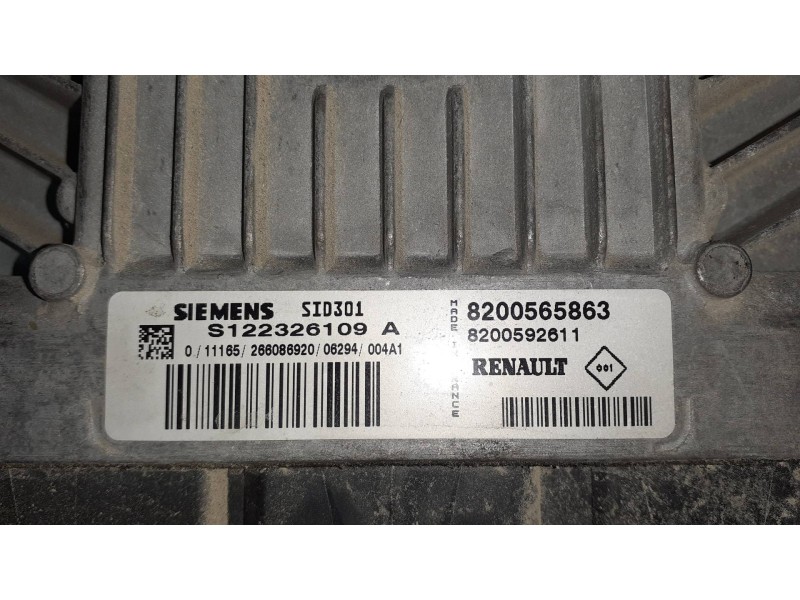 SIEMENS SID301
S122326109 A
0/11165/266086920/06294/004A1
MADE IN FRANCE
8200565863
8200592611
RENAULT 001